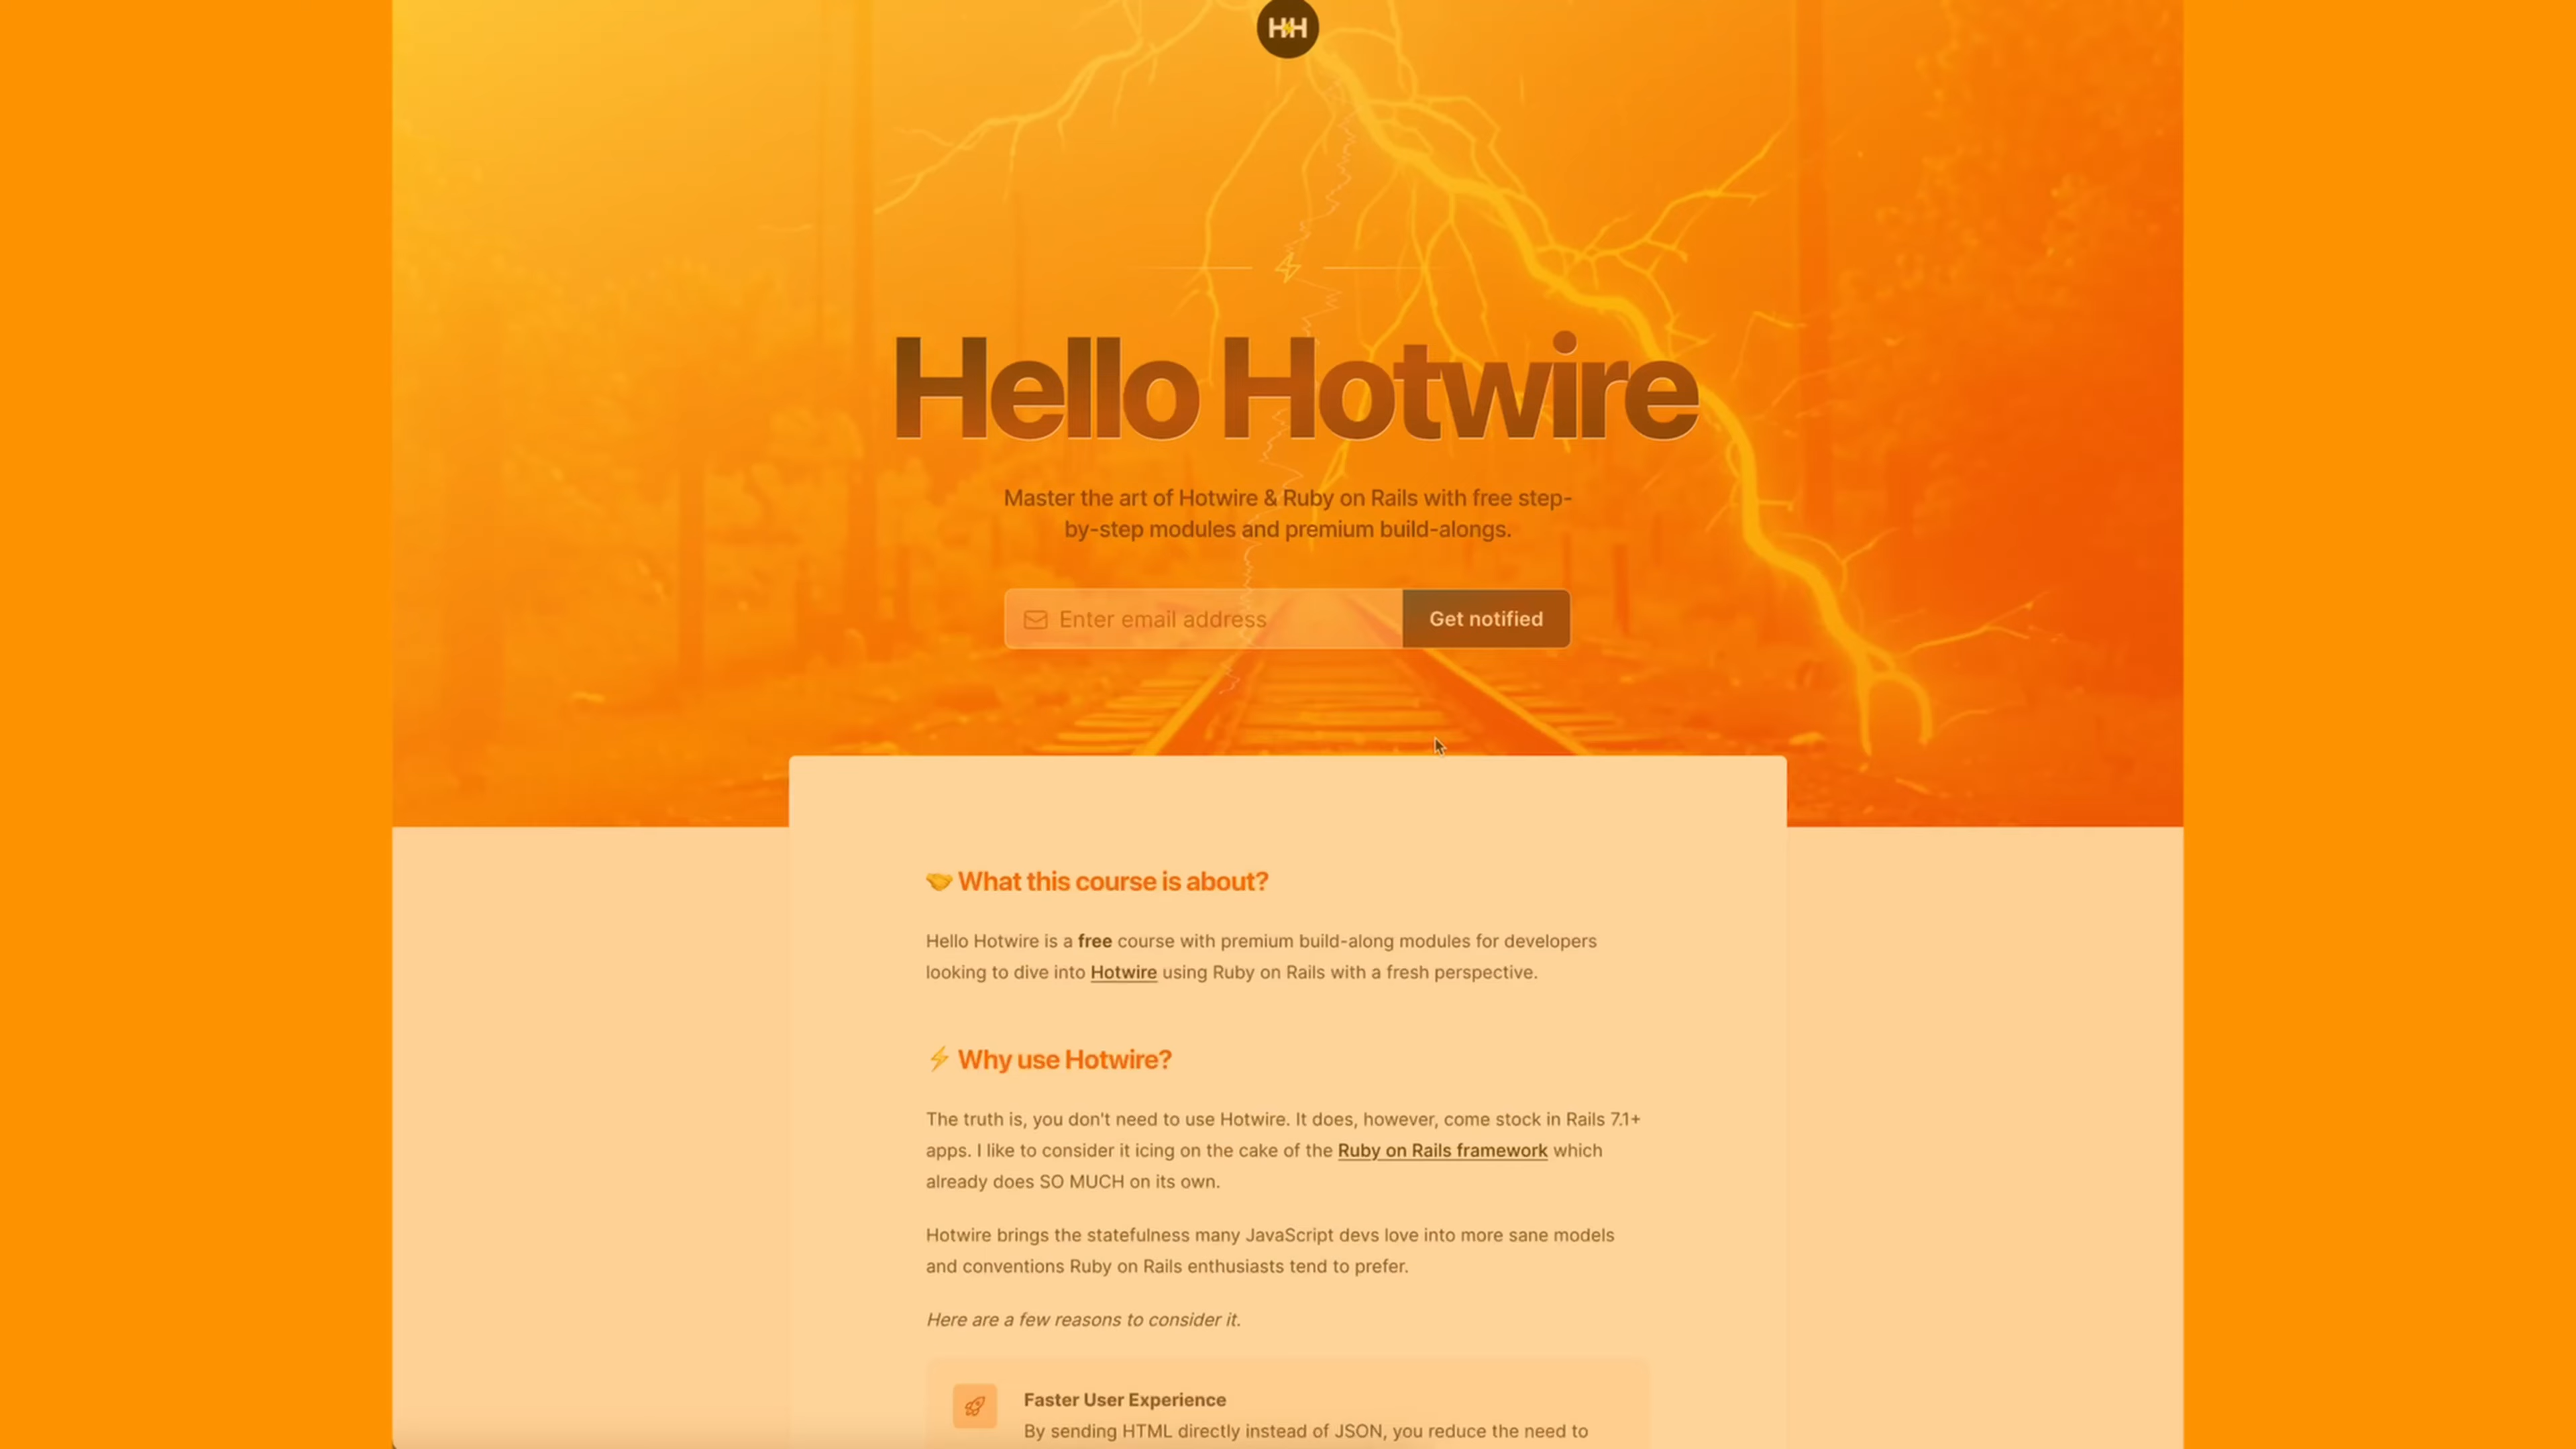 HH
Hello Hotwire
Master the art of Hotwire & Ruby on Rails with free step-
by-step modules and premium build-alongs.
Enter email address
Get notified
What this course is about?
Hello Hotwire is a free course with premium build-along modules for developers
looking to dive into Hotwire using Ruby on Rails with a fresh perspective.
Why use Hotwire?
The truth is, you don't need to use Hotwire. It does, however, come stock in Rails 7.1+
apps. I like to consider it icing on the cake of the Ruby on Rails framework which
already does SO MUCH on its own.
Hotwire brings the statefulness many JavaScript devs love into more sane models
and conventions Ruby on Rails enthusiasts tend to prefer.
Here are a few reasons to consider it.
Faster User Experience
By sending HTML directly instead of JSON, you reduce the need to